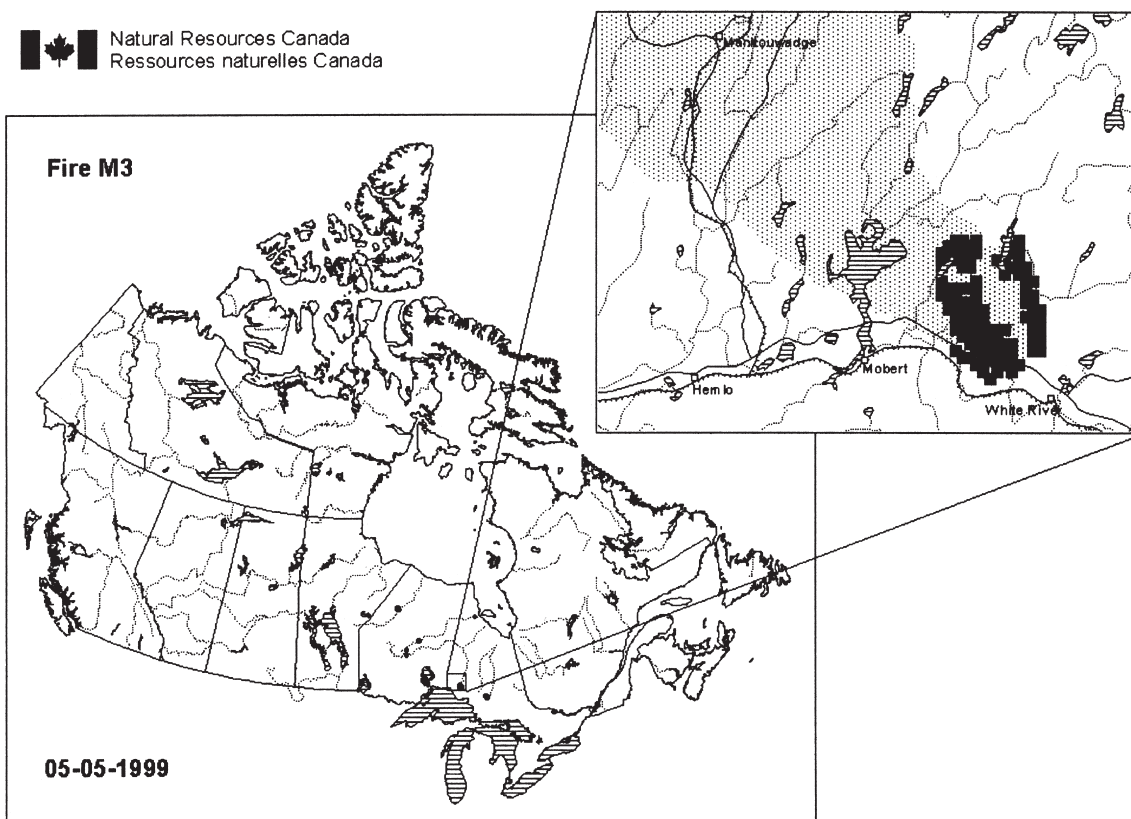 Natural Resources Canada
Ressources naturelles Canada
Fire M3
Manitouwadge
Mobert
Hemlo
White River
05-05-1999